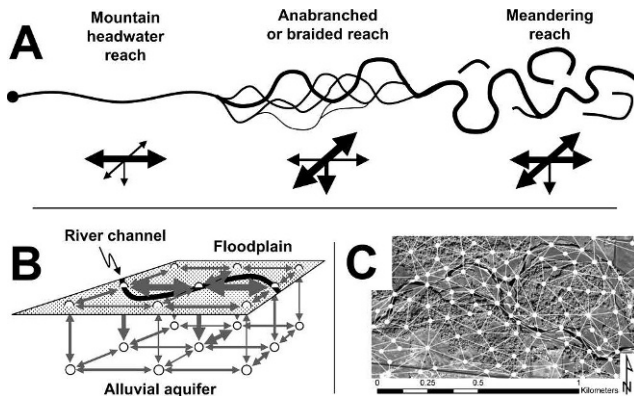 A
Mountain
headwater
reach
Anabranched
or braided reach
Meandering
reach
B
River channel
Floodplain
Alluvial aquifer
C
0 0.25 0.5 1
Kilometers
N